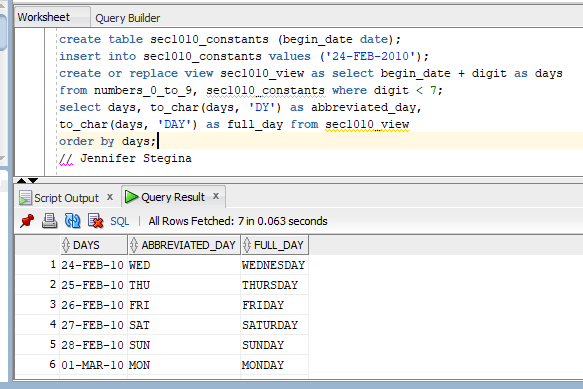 Worksheet Query Builder
create table sec1010_constants (begin_date date);
insert into sec1010_constants values ('24-FEB-2010');
create or replace view sec1010_view as select begin_date + digit as days
from numbers_0_to_9, sec1010_constants where digit < 7;
select days, to_char(days, 'DY') as abbreviated_day,
to_char(days, 'DAY') as full_day from sec1010_view
order by days;
// Jennifer Stegina
Script Output x Query Result x
SQL | All Rows Fetched: 7 in 0.063 seconds
DAYS ABBREVIATED_DAY FULL_DAY
1 24-FEB-10 WED WEDNESDAY
2 25-FEB-10 THU THURSDAY
3 26-FEB-10 FRI FRIDAY
4 27-FEB-10 SAT SATURDAY
5 28-FEB-10 SUN SUNDAY
6 01-MAR-10 MON MONDAY